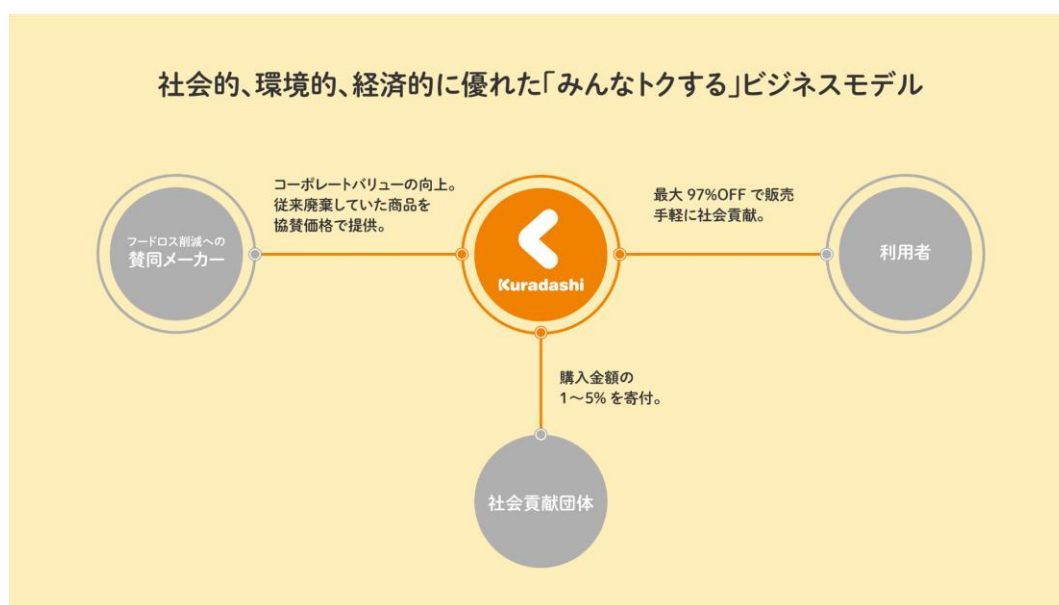 社会的、環境的、経済的に優れた「みんなトクする」ビジネスモデル
コーポレートバリューの向上。
従来廃棄していた商品を
協賛価格で提供。
最大 97%OFF で販売
手軽に社会貢献。
フードロス削減への
賛同メーカー
Kuradashi
利用者
購入金額の
1〜5% を寄付。
社会貢献団体